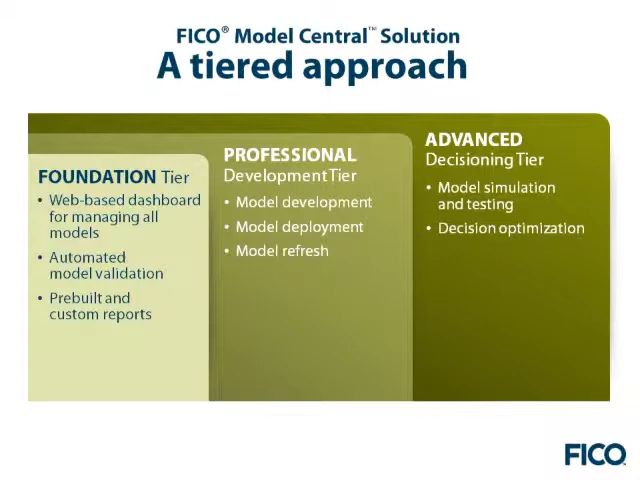 FICO® Model Central™ Solution
A tiered approach
FOUNDATION Tier
• Web-based dashboard
for managing all
models
• Automated
model validation
• Prebuilt and
custom reports
PROFESSIONAL
Development Tier
• Model development
• Model deployment
• Model refresh
ADVANCED
Decisioning Tier
• Model simulation
and testing
• Decision optimization
FICO